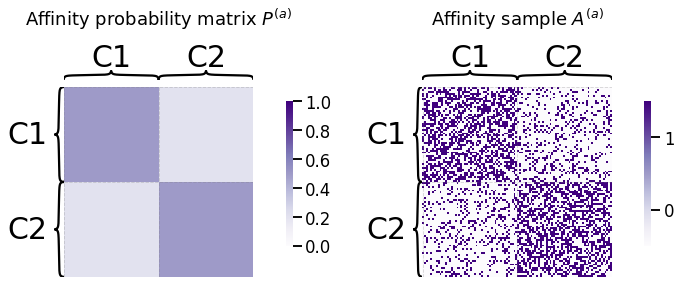 Affinity probability matrix P^(a)
C1 C2
C1
C2
1.0
0.8
0.6
0.4
0.2
0.0
Affinity sample A^(a)
C1 C2
C1
C2
1
0